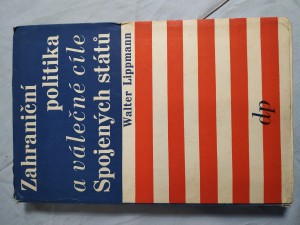 Zahraniční
politika
a válečné cíle
Spojených států
Walter Lippmann
dp